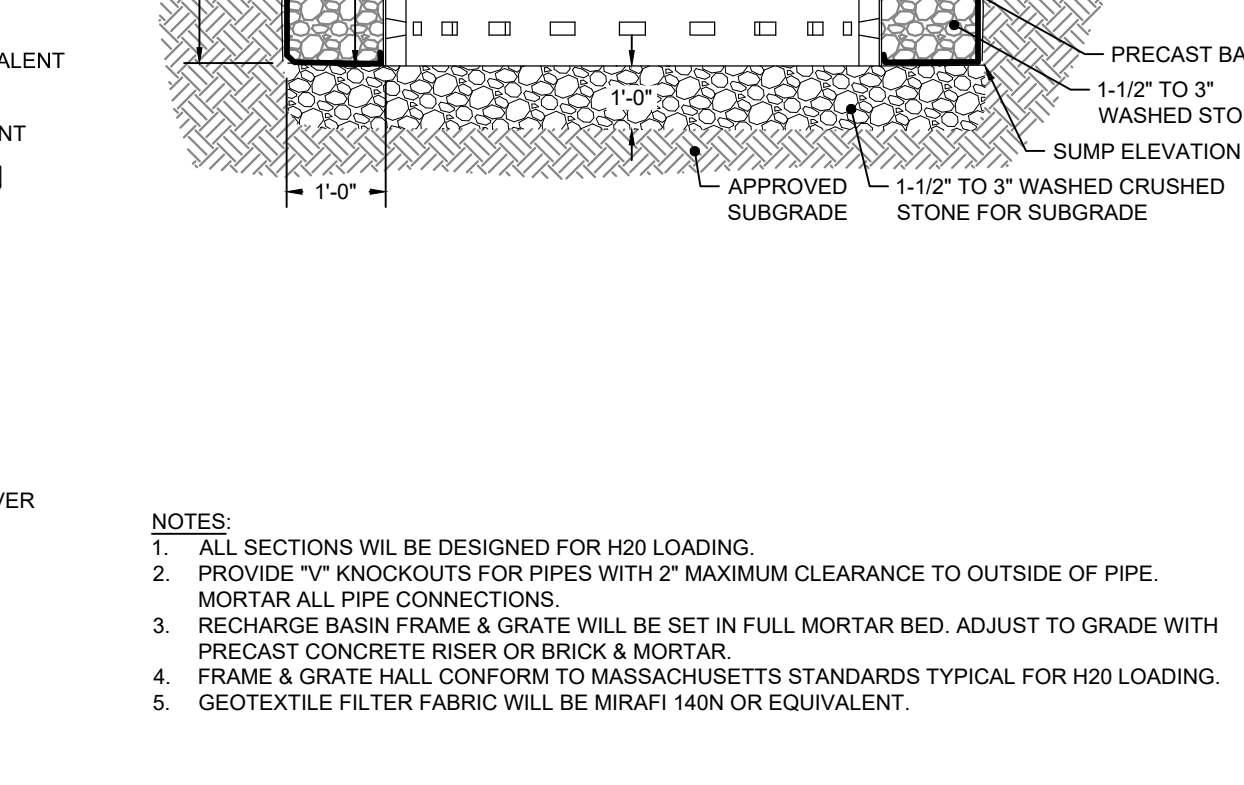 ALENT
NT
PRECAST BA
1'-0"
1-1/2" TO 3"
WASHED STO
SUMP ELEVATION
1'-0"
APPROVED
SUBGRADE
1-1/2" TO 3" WASHED CRUSHED
STONE FOR SUBGRADE
VER
NOTES:
1. ALL SECTIONS WIL BE DESIGNED FOR H20 LOADING.
2. PROVIDE "V" KNOCKOUTS FOR PIPES WITH 2" MAXIMUM CLEARANCE TO OUTSIDE OF PIPE.
MORTAR ALL PIPE CONNECTIONS.
3. RECHARGE BASIN FRAME & GRATE WILL BE SET IN FULL MORTAR BED. ADJUST TO GRADE WITH
PRECAST CONCRETE RISER OR BRICK & MORTAR.
4. FRAME & GRATE HALL CONFORM TO MASSACHUSETTS STANDARDS TYPICAL FOR H20 LOADING.
5. GEOTEXTILE FILTER FABRIC WILL BE MIRAFI 140N OR EQUIVALENT.